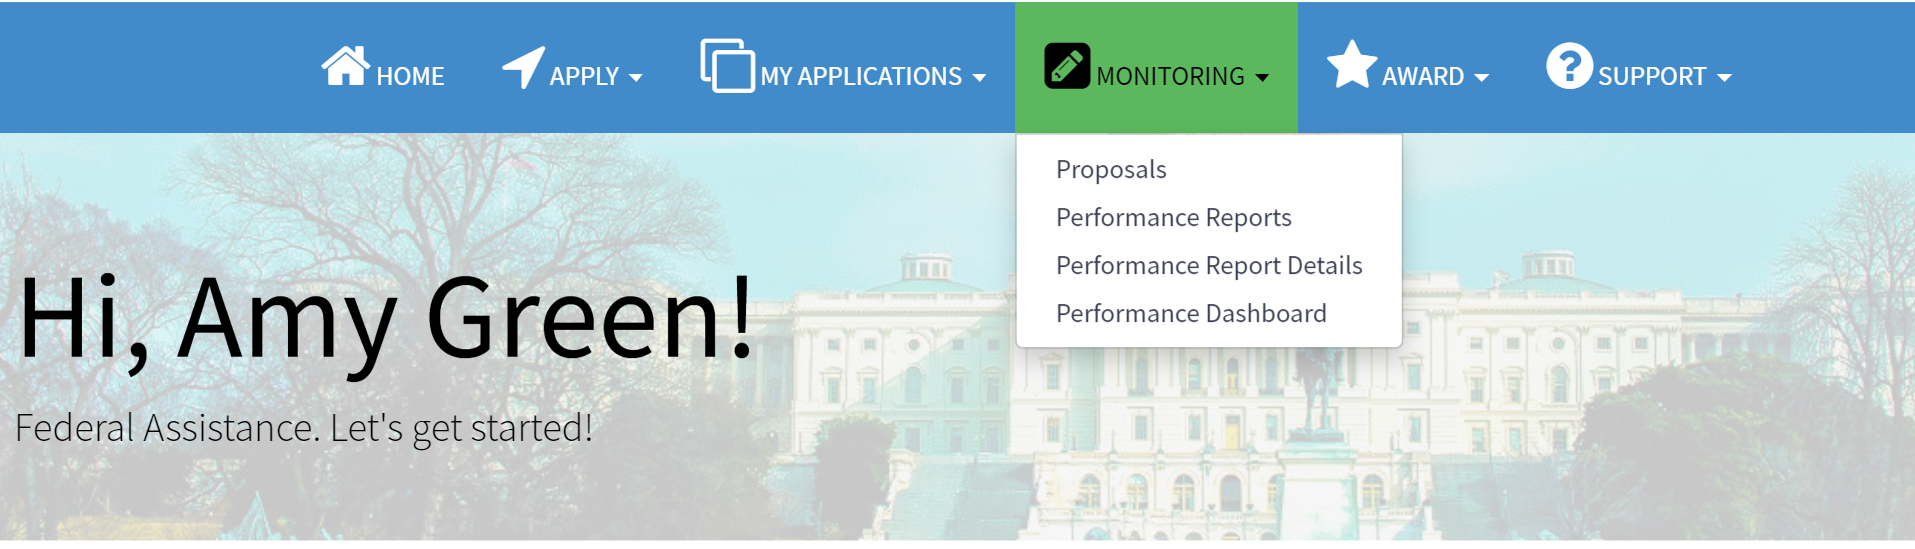 HOME APPLY MY APPLICATIONS MONITORING AWARD SUPPORT
Proposals
Performance Reports
Performance Report Details
Performance Dashboard
Hi, Amy Green!
Federal Assistance. Let's get started!